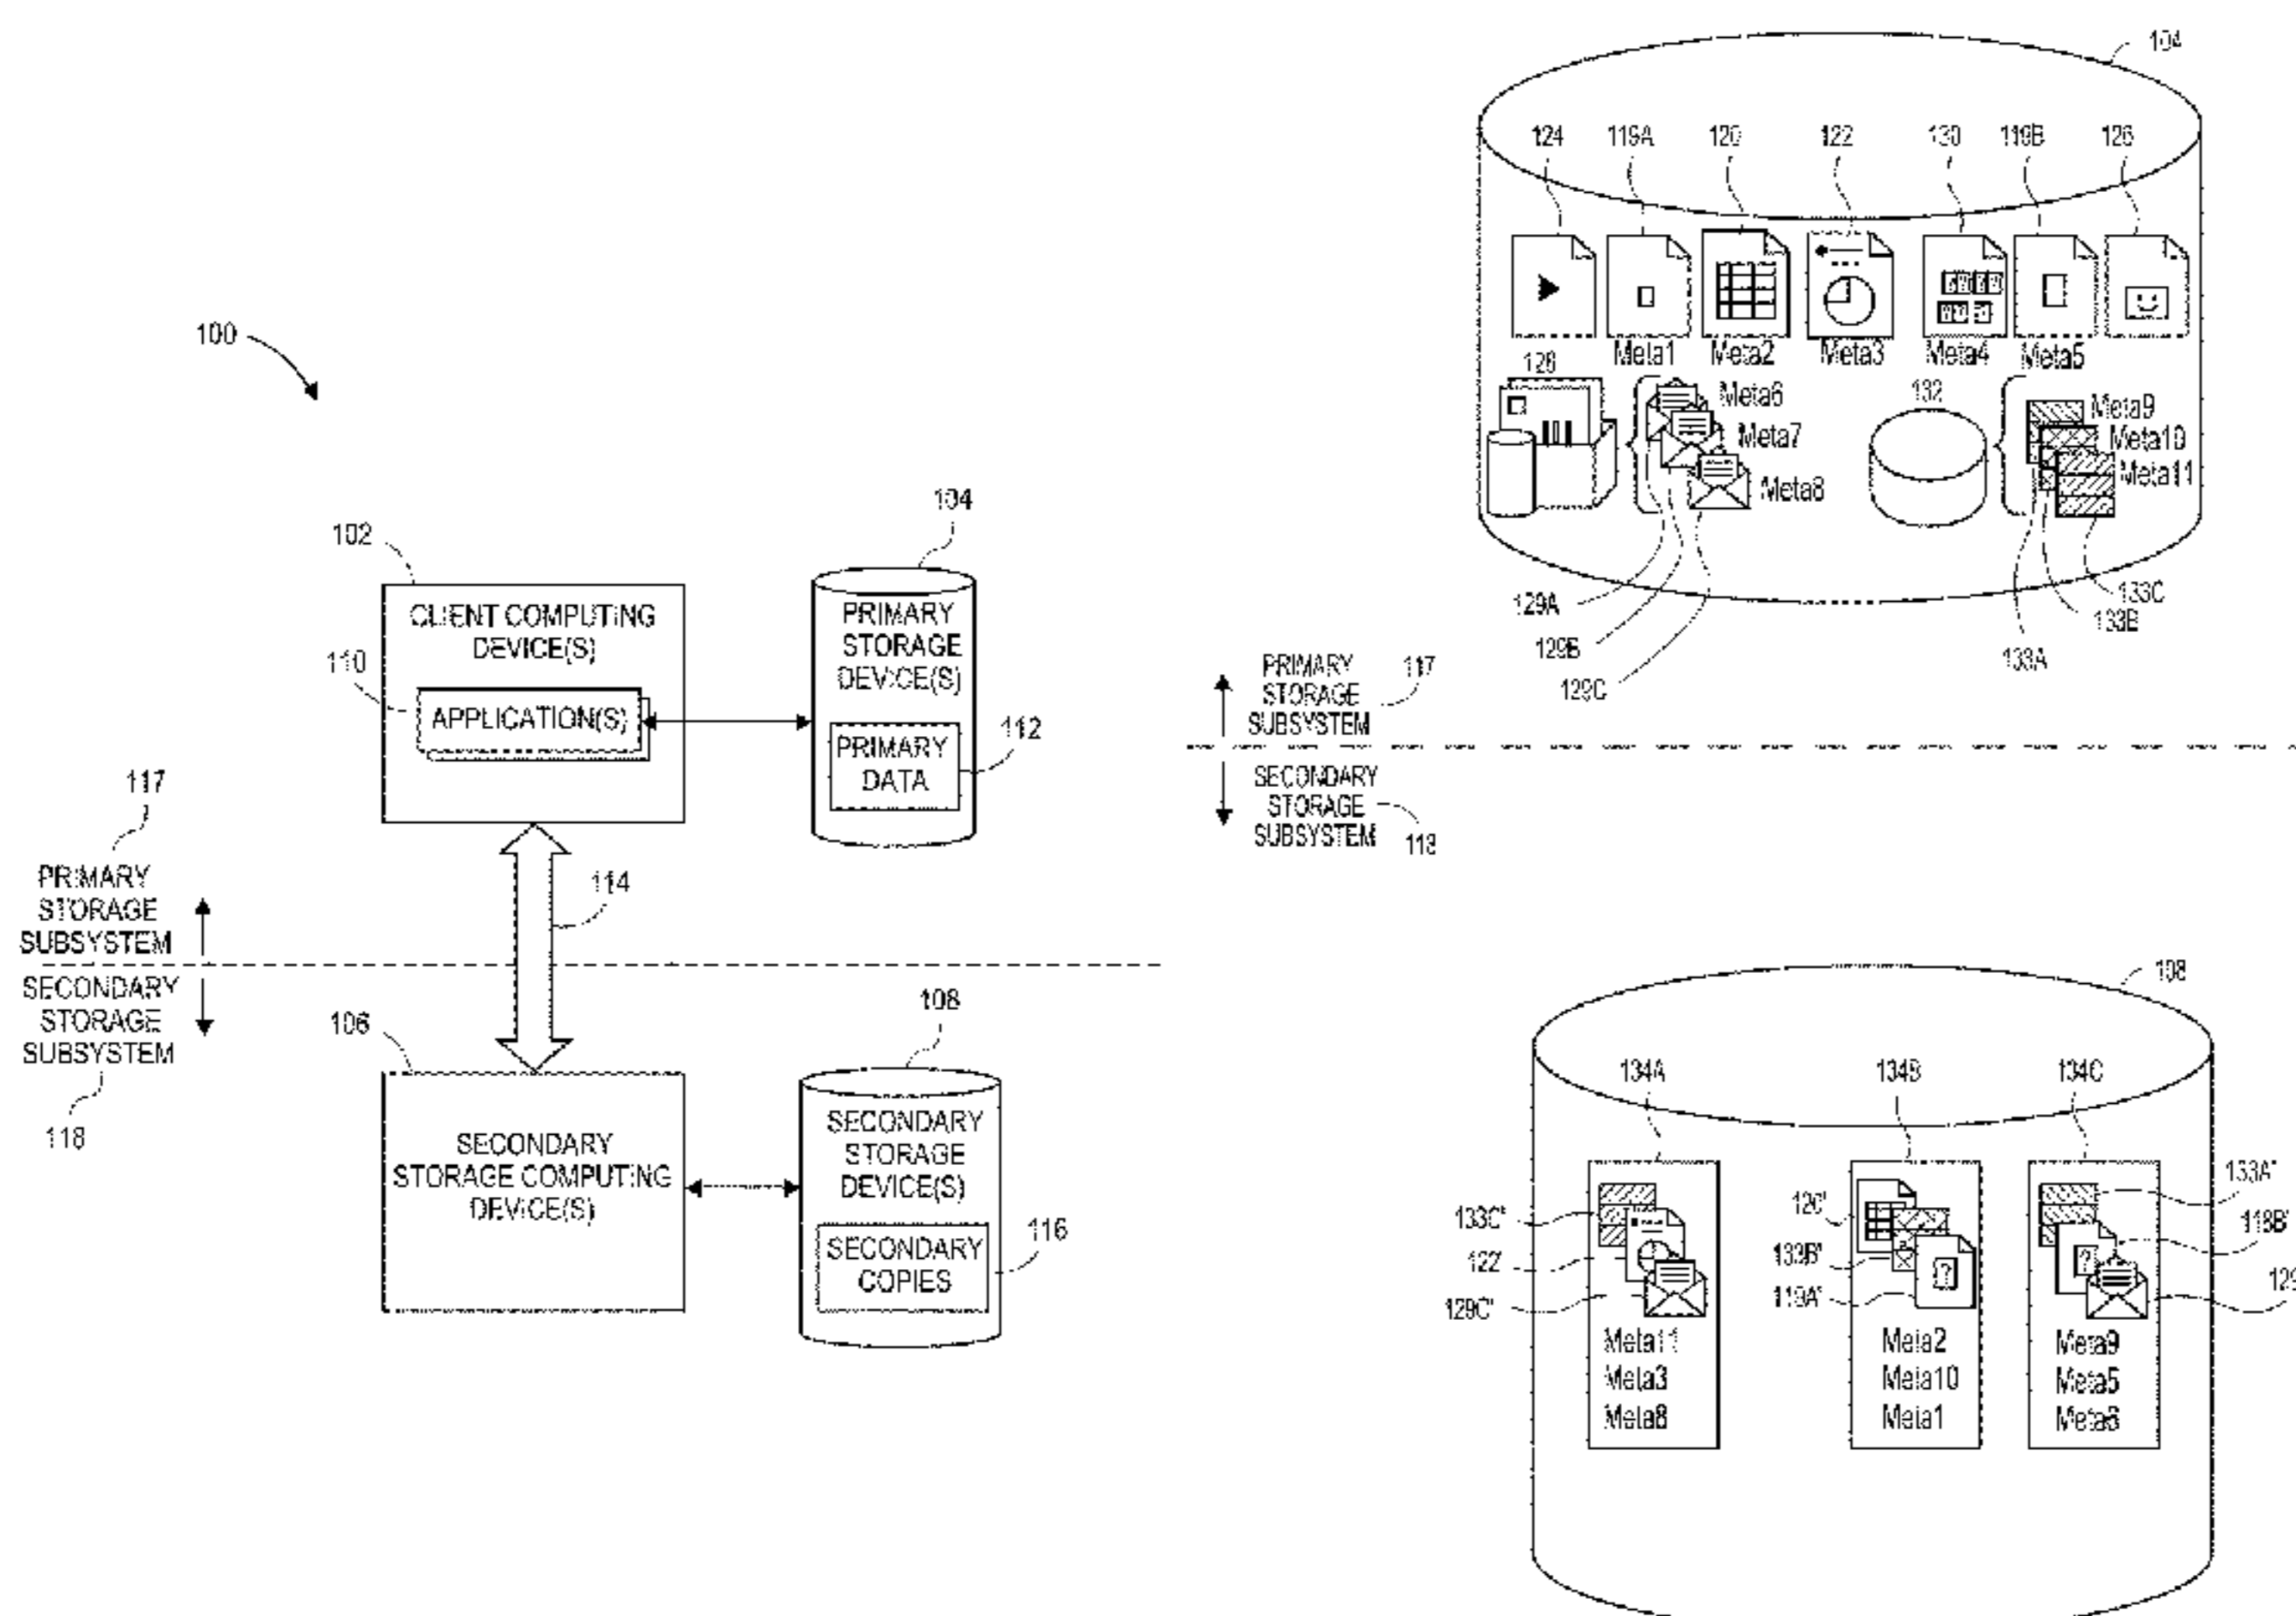 100
102
104
CLIENT COMPUTING
DEVICE(S)
110
APPLICATION(S)
PRIMARY
STORAGE
DEVICE(S)
PRIMARY
DATA
112
117
PRIMARY
STORAGE
SUBSYSTEM
114
SECONDARY
STORAGE
SUBSYSTEM
118
106
108
SECONDARY
STORAGE COMPUTING
DEVICE(S)
SECONDARY
STORAGE
DEVICE(S)
SECONDARY
COPIES
116
104
124 119A 120 122 130 119B 126
Meta1 Meta2 Meta3 Meta4 Meta5
128
Meta6
Meta7
Meta8
132
Meta9
Meta10
Meta11
129A
129B
129C
133C
133B
133A
PRIMARY
STORAGE
SUBSYSTEM
117
SECONDARY
STORAGE
SUBSYSTEM
118
108
134A 134B 134C
133C'
122'
129C'
Meta11
Meta3
Meta8
120'
133B'
119A'
Meta2
Meta10
Meta1
133A'
129
Meta9
Meta5
Meta6